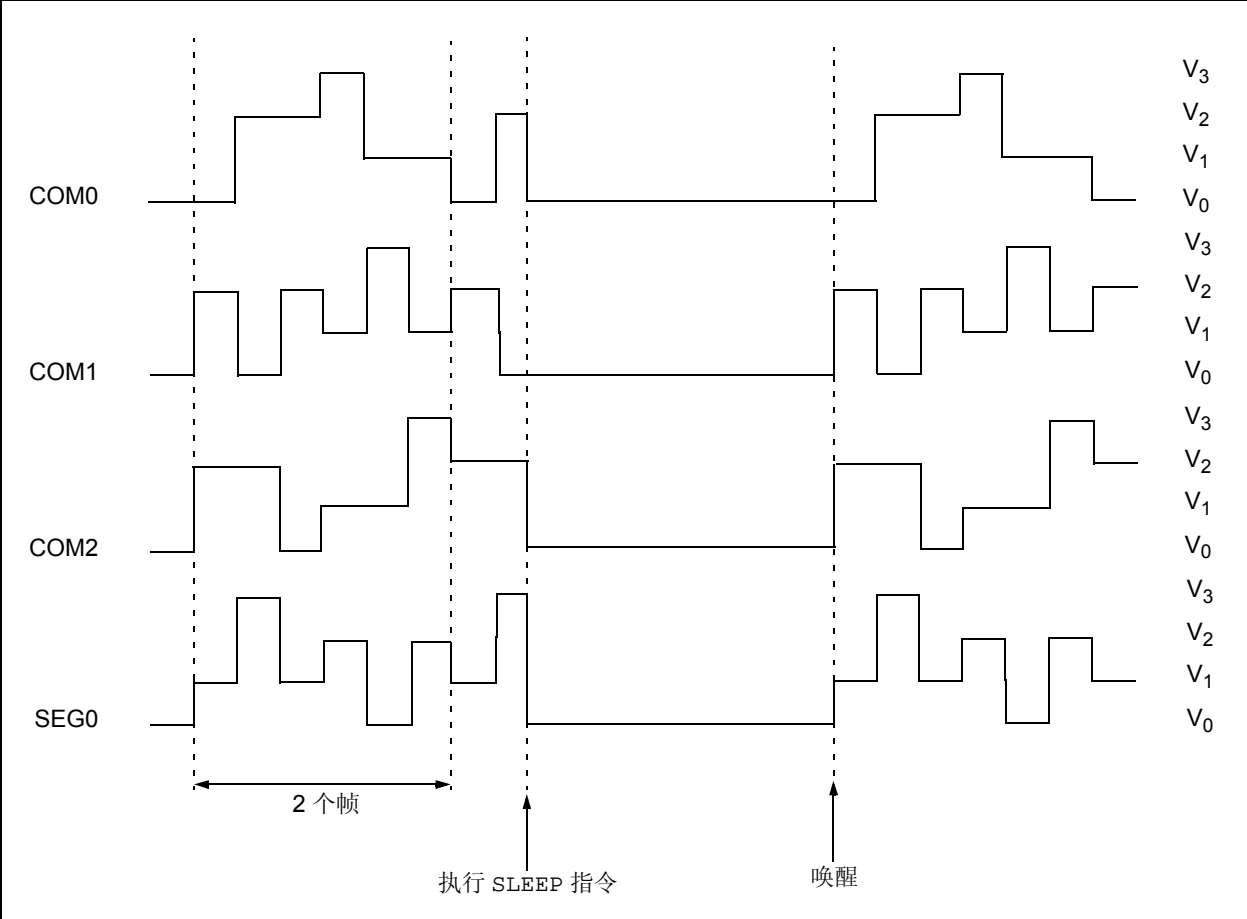 V3
V2
V1
COM0 V0
V3
V2
V1
COM1 V0
V3
V2
V1
COM2 V0
V3
V2
V1
SEG0 V0
2 个帧
执行 SLEEP 指令
唤醒